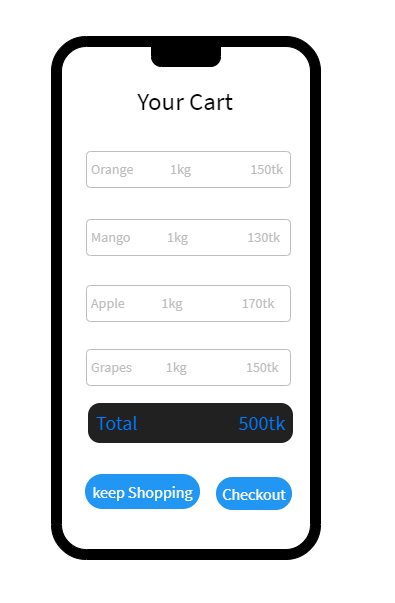 Your Cart
Orange 1kg 150tk
Mango 1kg 130tk
Apple 1kg 170tk
Grapes 1kg 150tk
Total 500tk
keep Shopping Checkout